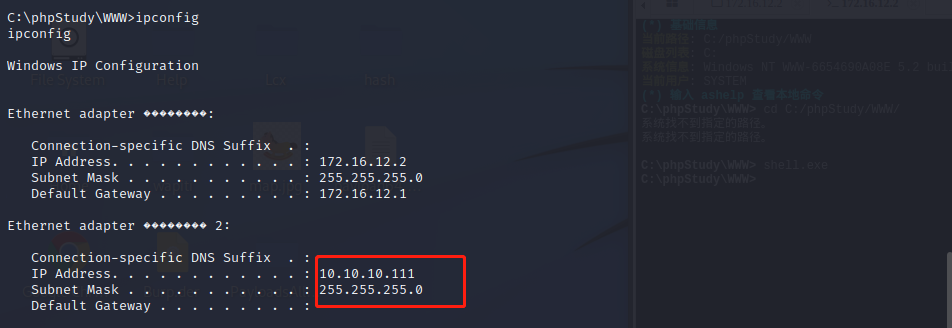 C:\phpStudy\WWW>ipconfig
ipconfig
Windows IP Configuration
File System
Help
hash
Ethernet adapter ���������:
Connection-specific DNS Suffix . :
IP Address. . . . . . . . . . . . : 172.16.12.2
Subnet Mask . . . . . . . . . . . : 255.255.255.0
Default Gateway . . . . . . . . . : 172.16.12.1
Ethernet adapter ��������� 2:
Connection-specific DNS Suffix . :
IP Address. . . . . . . . . . . . : 10.10.10.111
Subnet Mask . . . . . . . . . . . : 255.255.255.0
Default Gateway . . . . . . . . . :
(*) 基础信息
当前路径: C:/phpStudy/WWW
磁盘列表: C:
系统信息: Windows NT WWW-8654690A06E 5.2 buil
当前用户: SYSTEM
(*) 输入 ashelp 查看本地命令
C:\phpStudy\WWW> cd C:/phpStudy/WWW/
系统找不到指定的路径。
系统找不到指定的路径。
C:\phpStudy\WWW> shell.exe
C:\phpStudy\WWW>